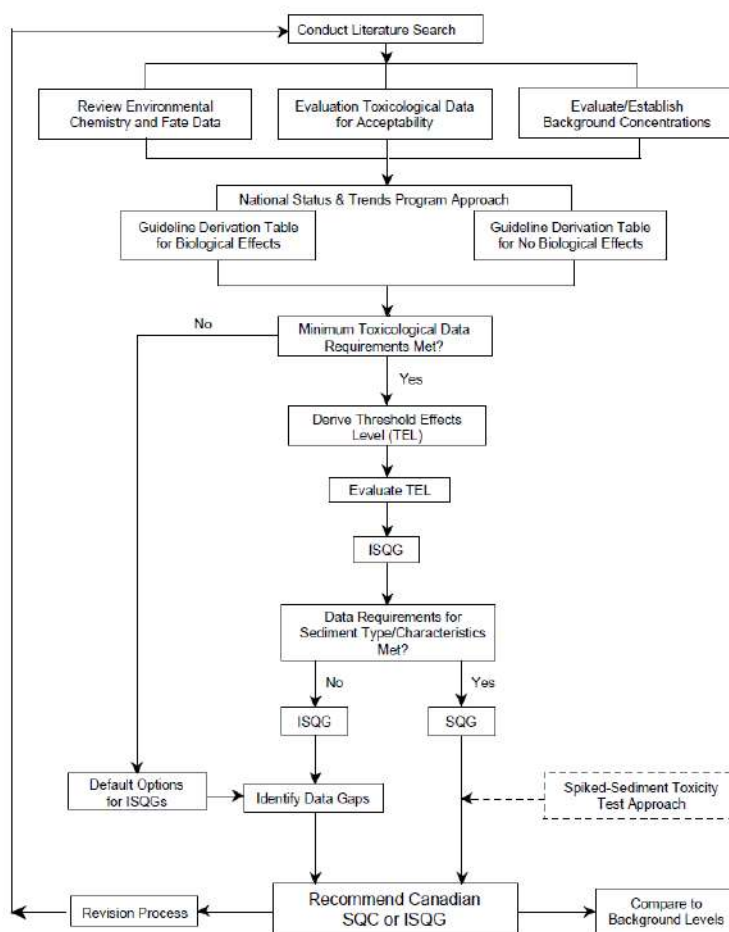 Conduct Literature Search
Review Environmental
Chemistry and Fate Data
Evaluation Toxicological Data
for Acceptability
Evaluate/Establish
Background Concentrations
National Status & Trends Program Approach
Guideline Derivation Table
for Biological Effects
Guideline Derivation Table
for No Biological Effects
No
Minimum Toxicological Data
Requirements Met?
Yes
Derive Threshold Effects
Level (TEL)
Evaluate TEL
ISQG
Data Requirements for
Sediment Type/Characteristics
Met?
No
Yes
ISQG
SQG
Default Options
for ISQGs
Identify Data Gaps
Spiked-Sediment Toxicity
Test Approach
Revision Process
Recommend Canadian
SQC or ISQG
Compare to
Background Levels